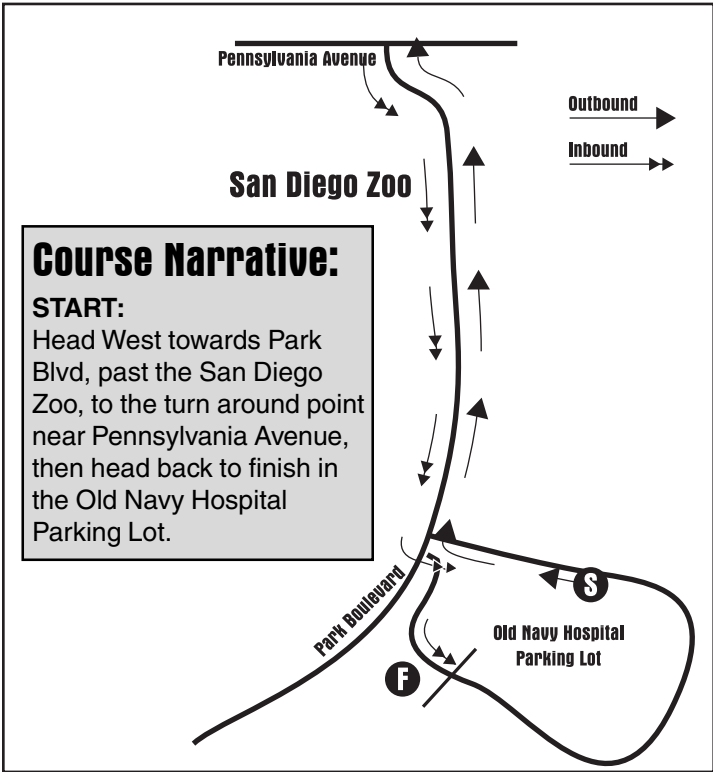 Pennsylvania Avenue
Outbound
Inbound
San Diego Zoo
Course Narrative:
START:
Head West towards Park
Blvd, past the San Diego
Zoo, to the turn around point
near Pennsylvania Avenue,
then head back to finish in
the Old Navy Hospital
Parking Lot.
Park Boulevard
S
Old Navy Hospital
Parking Lot
F